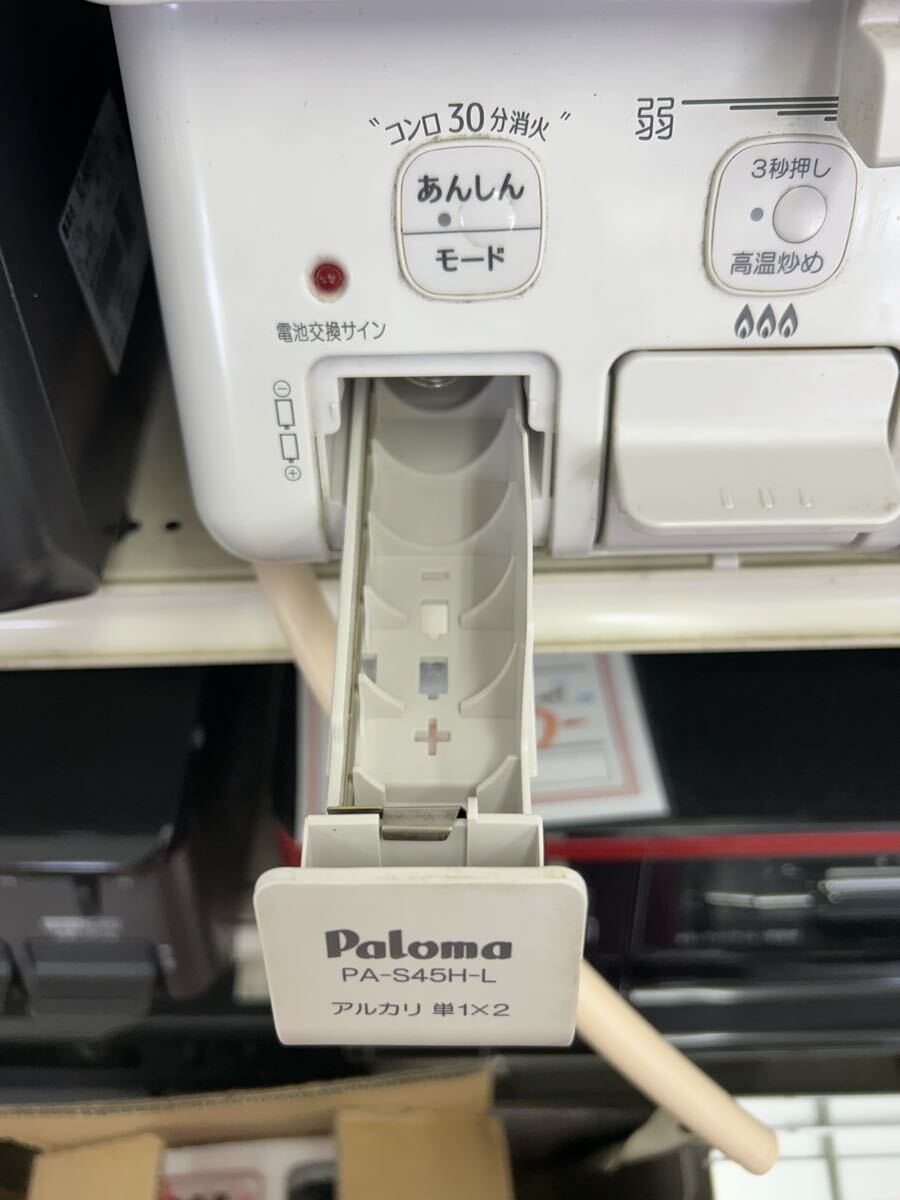 "コンロ30分消火"
あんしん
モード
弱
3秒押し
高温炒め
電池交換サイン
⊖
⊕
−
+
Paloma
PA-S45H-L
アルカリ 単1×2